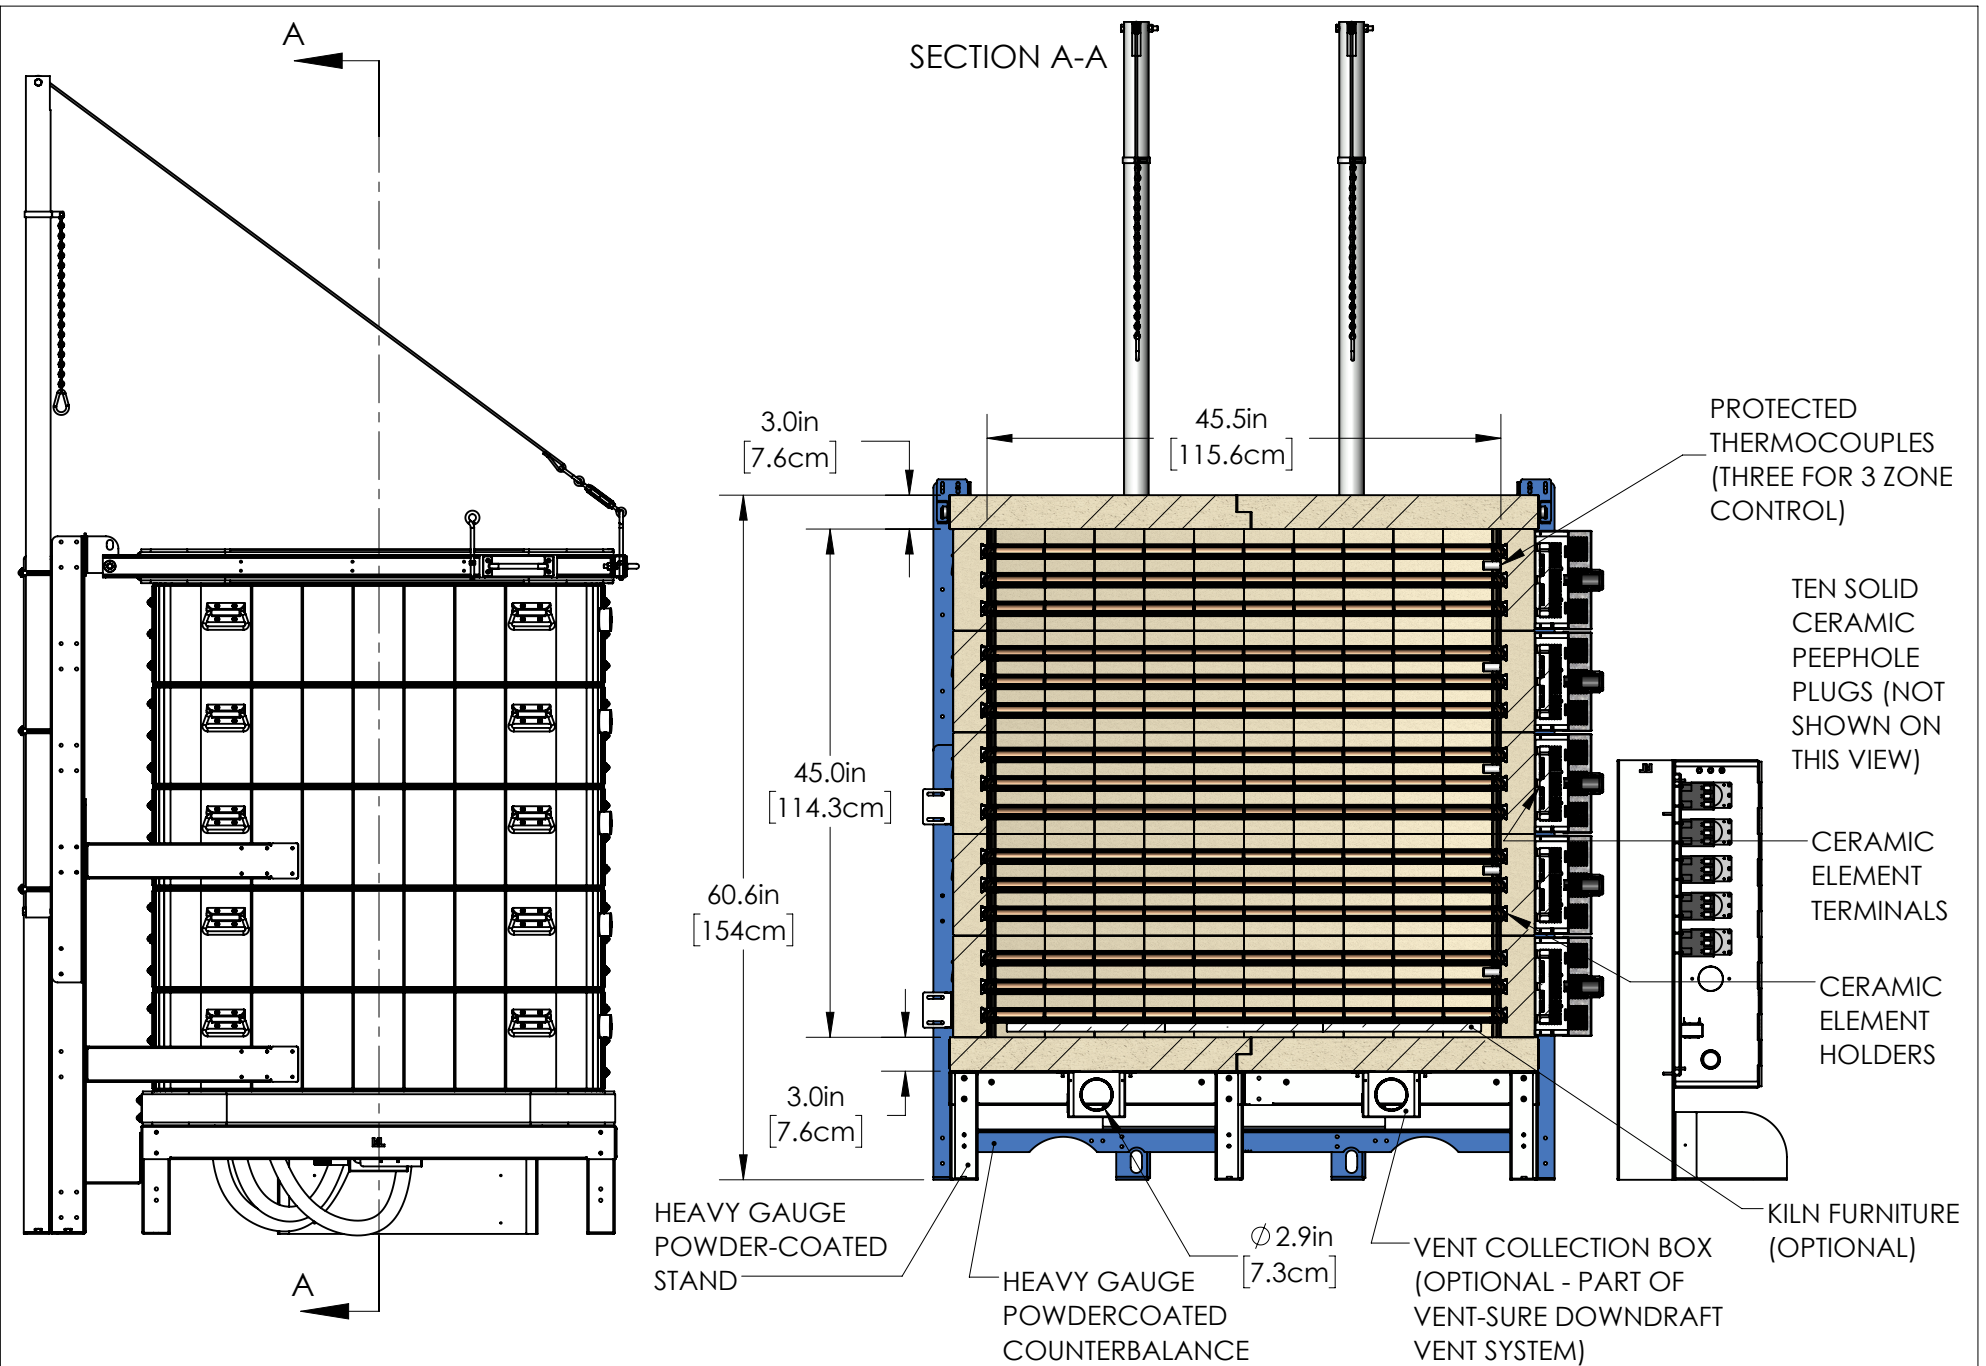 A
SECTION A-A
3.0in
[7.6cm]
45.5in
[115.6cm]
PROTECTED
THERMOCOUPLES
(THREE FOR 3 ZONE
CONTROL)
TEN SOLID
CERAMIC
PEEPHOLE
PLUGS (NOT
SHOWN ON
THIS VIEW)
45.0in
[114.3cm]
60.6in
[154cm]
CERAMIC
ELEMENT
TERMINALS
CERAMIC
ELEMENT
HOLDERS
3.0in
[7.6cm]
HEAVY GAUGE
POWDER-COATED
STAND
HEAVY GAUGE
POWDERCOATED
COUNTERBALANCE
Ø 2.9in
[7.3cm]
VENT COLLECTION BOX
(OPTIONAL - PART OF
VENT-SURE DOWNDRAFT
VENT SYSTEM)
KILN FURNITURE
(OPTIONAL)
A